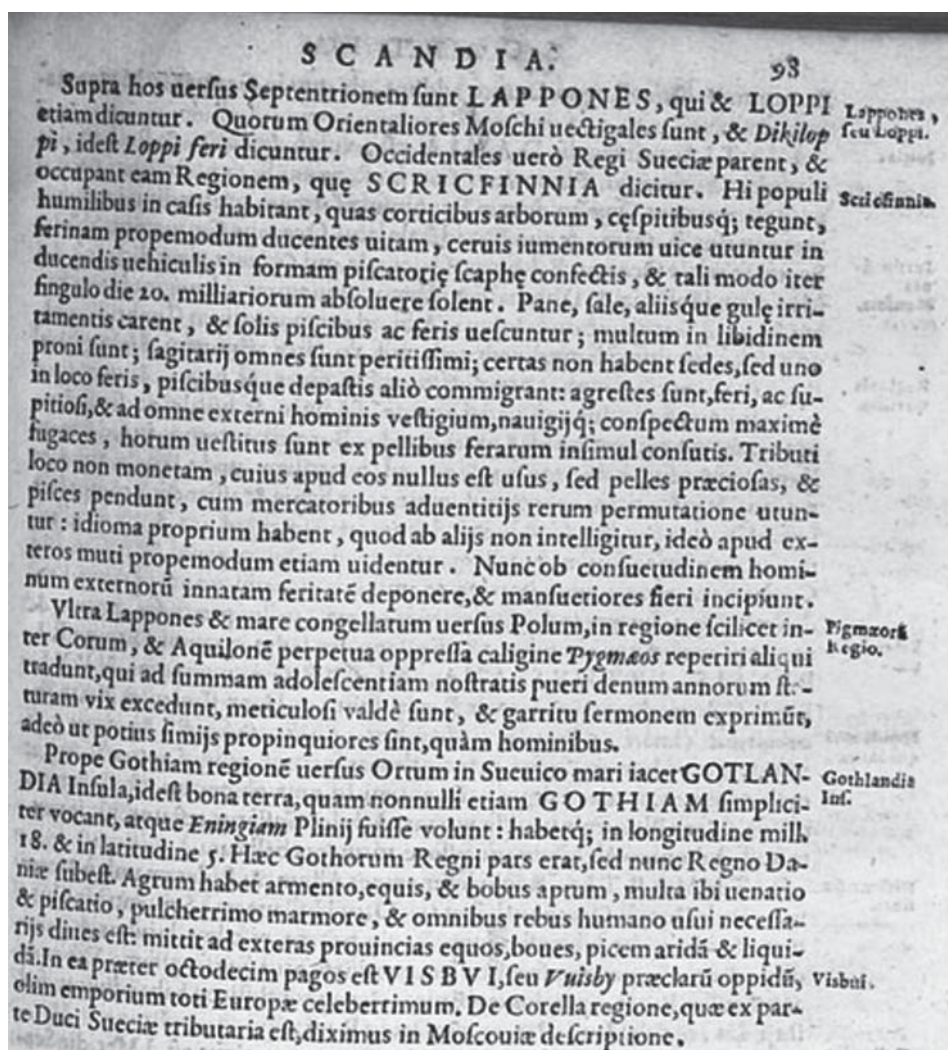 SCANDIA.
98
Supra hos uersus Septentrionem sunt LAPPONES, qui & LOPPI
etiam dicuntur. Quorum Orientaliores Moschi uectigales sunt, & Dikilop
pi, idest Loppi feri dicuntur. Occidentales uerò Regi Sueciæ parent, &
occupant eam Regionem, quę SCRICFINNIA dicitur. Hi populi
humilibus in casis habitant, quas corticibus arborum, cęspitibusq; tegunt,
ferinam propemodum ducentes uitam, ceruis iumentorum uice utuntur in
ducendis uehiculis in formam piscatorię scaphę confectis, & tali modo iter
singulo die 20. milliariorum absoluere solent. Pane, sale, aliisque gulę irri-
tamentis carent, & solis piscibus ac feris uescuntur; multum in libidinem
proni sunt; sagitarij omnes sunt peritissimi; certas non habent sedes, sed uno
in loco feris, piscibusque depastis aliò commigrant: agrestes sunt, feri, ac su-
pitiosi, & ad omne externi hominis vestigium, nauigijq; conspectum maximè
fugaces, horum uestitus sunt ex pellibus ferarum insimul consutis. Tributi
loco non monetam, cuius apud eos nullus est usus, sed pelles præciosas, &
pisces pendunt, cum mercatoribus aduentitijs rerum permutatione utun-
tur: idioma proprium habent, quod ab alijs non intelligitur, ideò apud ex-
teros muti propemodum etiam uidentur. Nunc ob consuetudinem homi-
num externorũ innatam feritatẽ deponere, & mansuetiores fieri incipiunt.
Vltra Lappones & mare congellatum uersus Polum, in regione scilicet in-
ter Corum, & Aquilonẽ perpetua oppressa caligine Pygmæos reperiri aliqui
tradunt, qui ad summam adolescentiam nostratis pueri denum annorum sta-
turam vix excedunt, meticulosi valdè sunt, & garritu sermonem exprimũt,
adeò ut potius simijs propinquiores sint, quàm hominibus.
Prope Gothiam regionẽ uersus Ortum in Sueuico mari iacet GOTLAN-
DIA Insula, idest bona terra, quam nonnulli etiam GOTHIAM simplici-
ter vocant, atque Eningiam Plinij fuisse volunt: habetq; in longitudine mill.
18. & in latitudine 5. Hæc Gothorum Regni pars erat, sed nunc Regno Da-
niæ subest. Agrum habet armento, equis, & bobus aptum, multa ibi uenatio
& piscatio, pulcherrimo marmore, & omnibus rebus humano usui necessa-
rijs diues est: mittit ad exteras prouincias equos, boues, picem aridã & liqui-
dã. In ea præter octodecim pagos est VISBVI, seu Vuisby præclarũ oppidũ,
olim emporium toti Europæ celeberrimum. De Corella regione, quæ ex par-
te Duci Sueciæ tributaria est, diximus in Moscouiæ descriptione.
Lappones,
seu Loppi.
Scricfinnia.
Pigmæorũ
Regio.
Gothlandia
Ins.
Visbui.